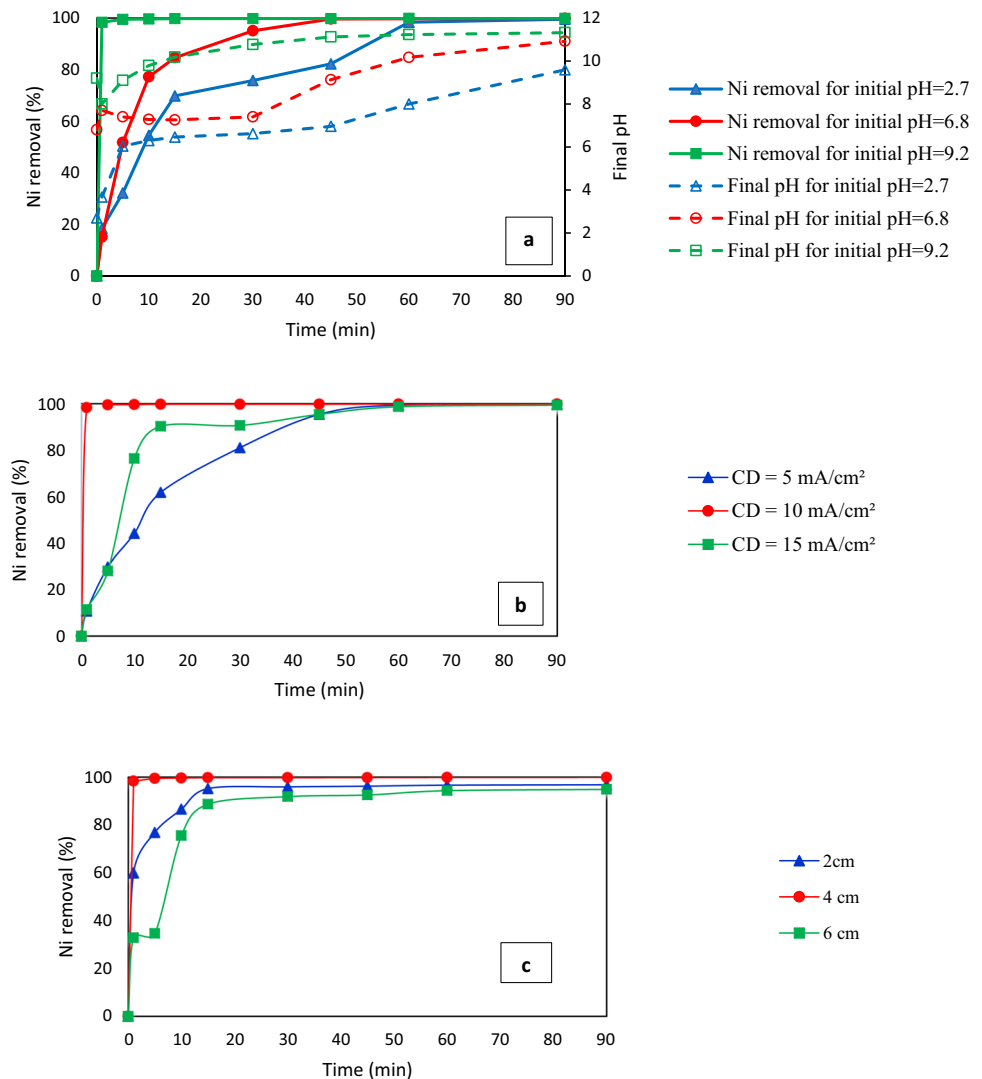 100
80
60
40
20
0
Ni removal (%)
12
10
8
6
4
2
0
Final pH
0 10 20 30 40 50 60 70 80 90
Time (min)
a
Ni removal for initial pH=2.7
Ni removal for initial pH=6.8
Ni removal for initial pH=9.2
Final pH for initial pH=2.7
Final pH for initial pH=6.8
Final pH for initial pH=9.2
100
80
60
40
20
0
Ni removal (%)
0 10 20 30 40 50 60 70 80 90
Time (min)
b
CD = 5 mA/cm²
CD = 10 mA/cm²
CD = 15 mA/cm²
100
80
60
40
20
0
Ni removal (%)
0 10 20 30 40 50 60 70 80 90
Time (min)
c
2cm
4 cm
6 cm